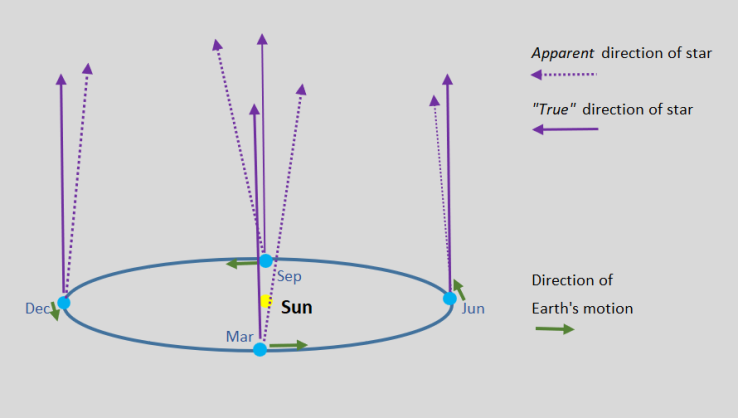 Apparent direction of star
"True" direction of star
Sep
Dec
Sun
Jun
Mar
Direction of
Earth's motion